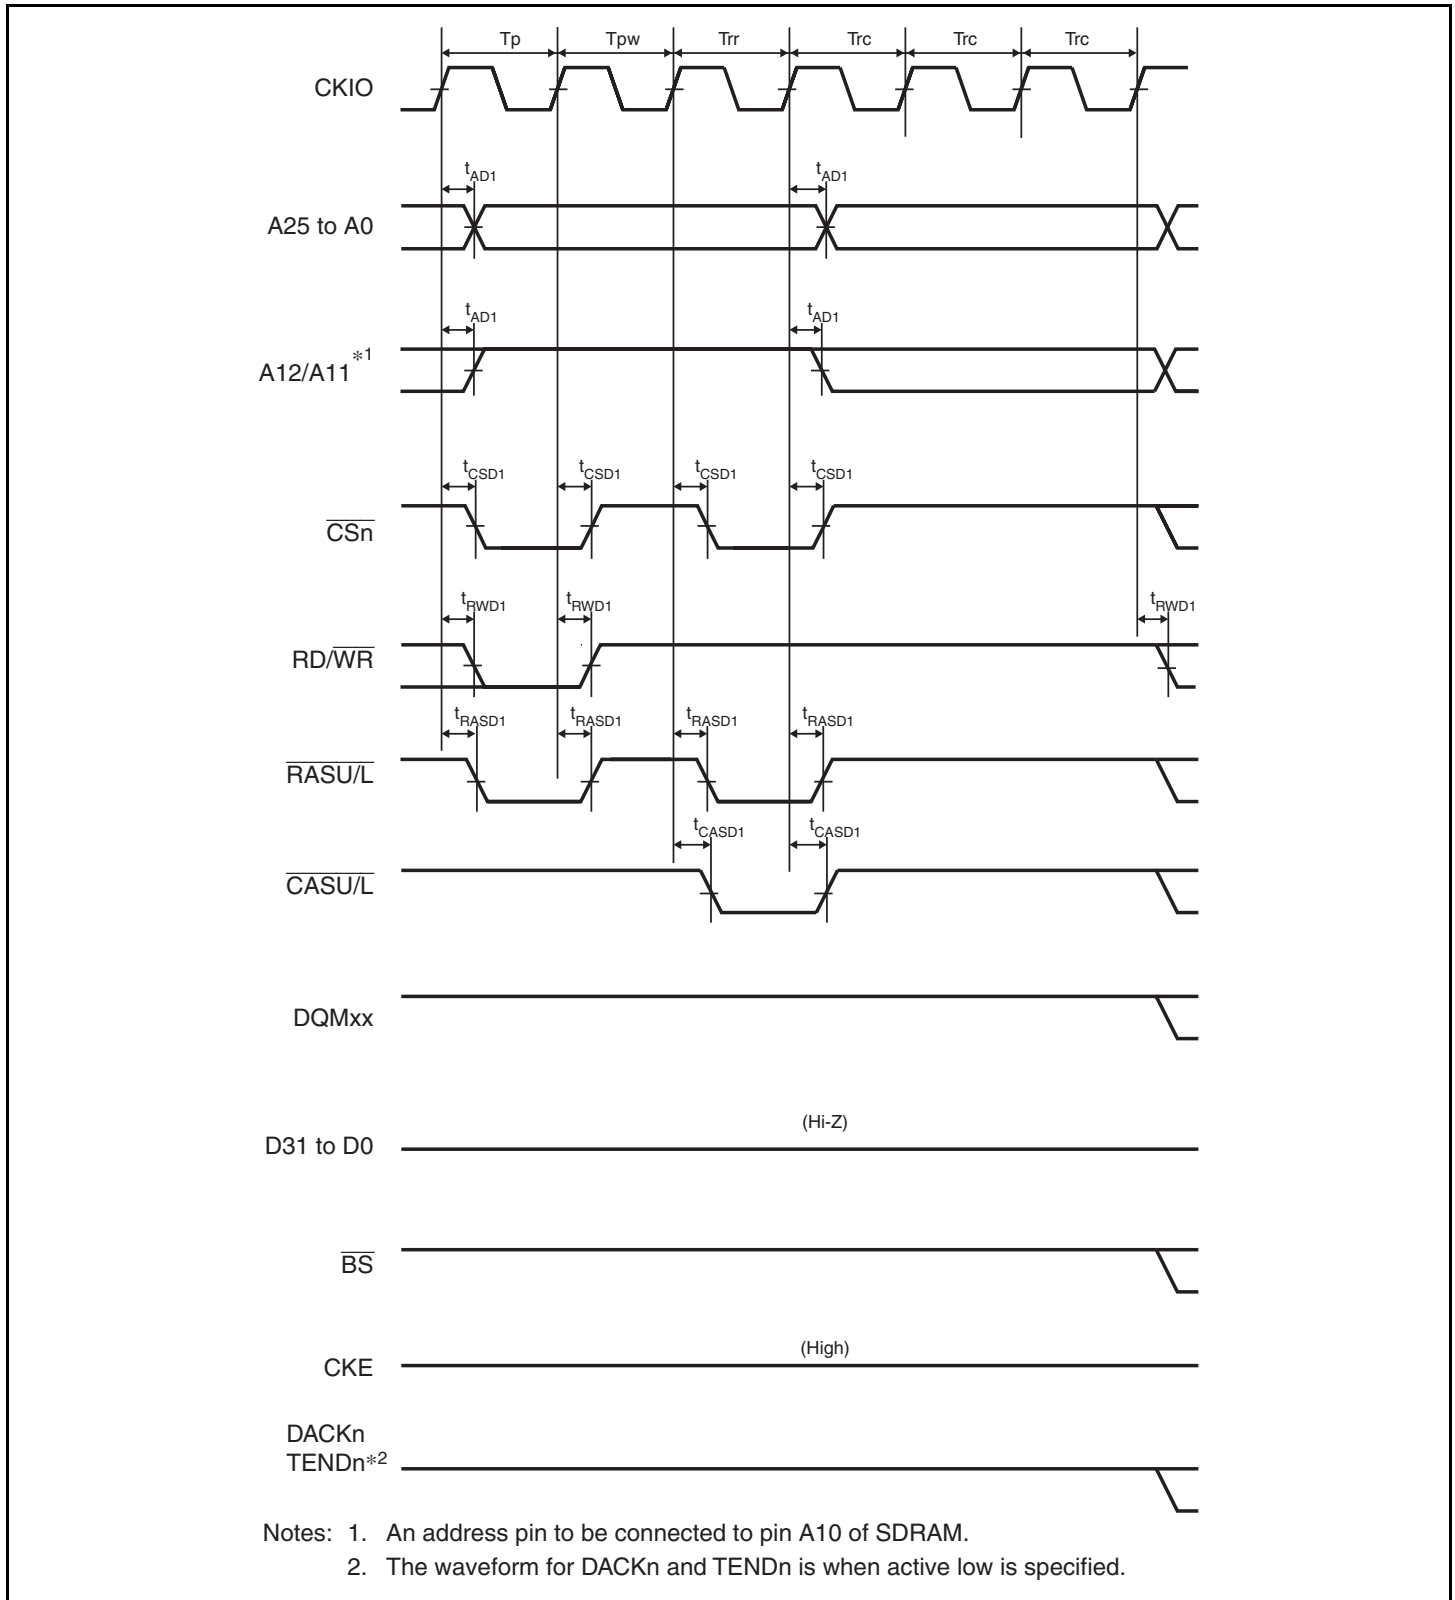 Tp Tpw Trr Trc Trc Trc
CKIO
tAD1 tAD1
A25 to A0
tAD1 tAD1
A12/A11*1
tCSD1 tCSD1 tCSD1 tCSD1
CSn
tRWD1 tRWD1 tRWD1
RD/WR
tRASD1 tRASD1 tRASD1 tRASD1
RASU/L
tCASD1 tCASD1
CASU/L
DQMxx
(Hi-Z)
D31 to D0
BS
(High)
CKE
DACKn
TENDn*2
Notes: 1. An address pin to be connected to pin A10 of SDRAM.
2. The waveform for DACKn and TENDn is when active low is specified.